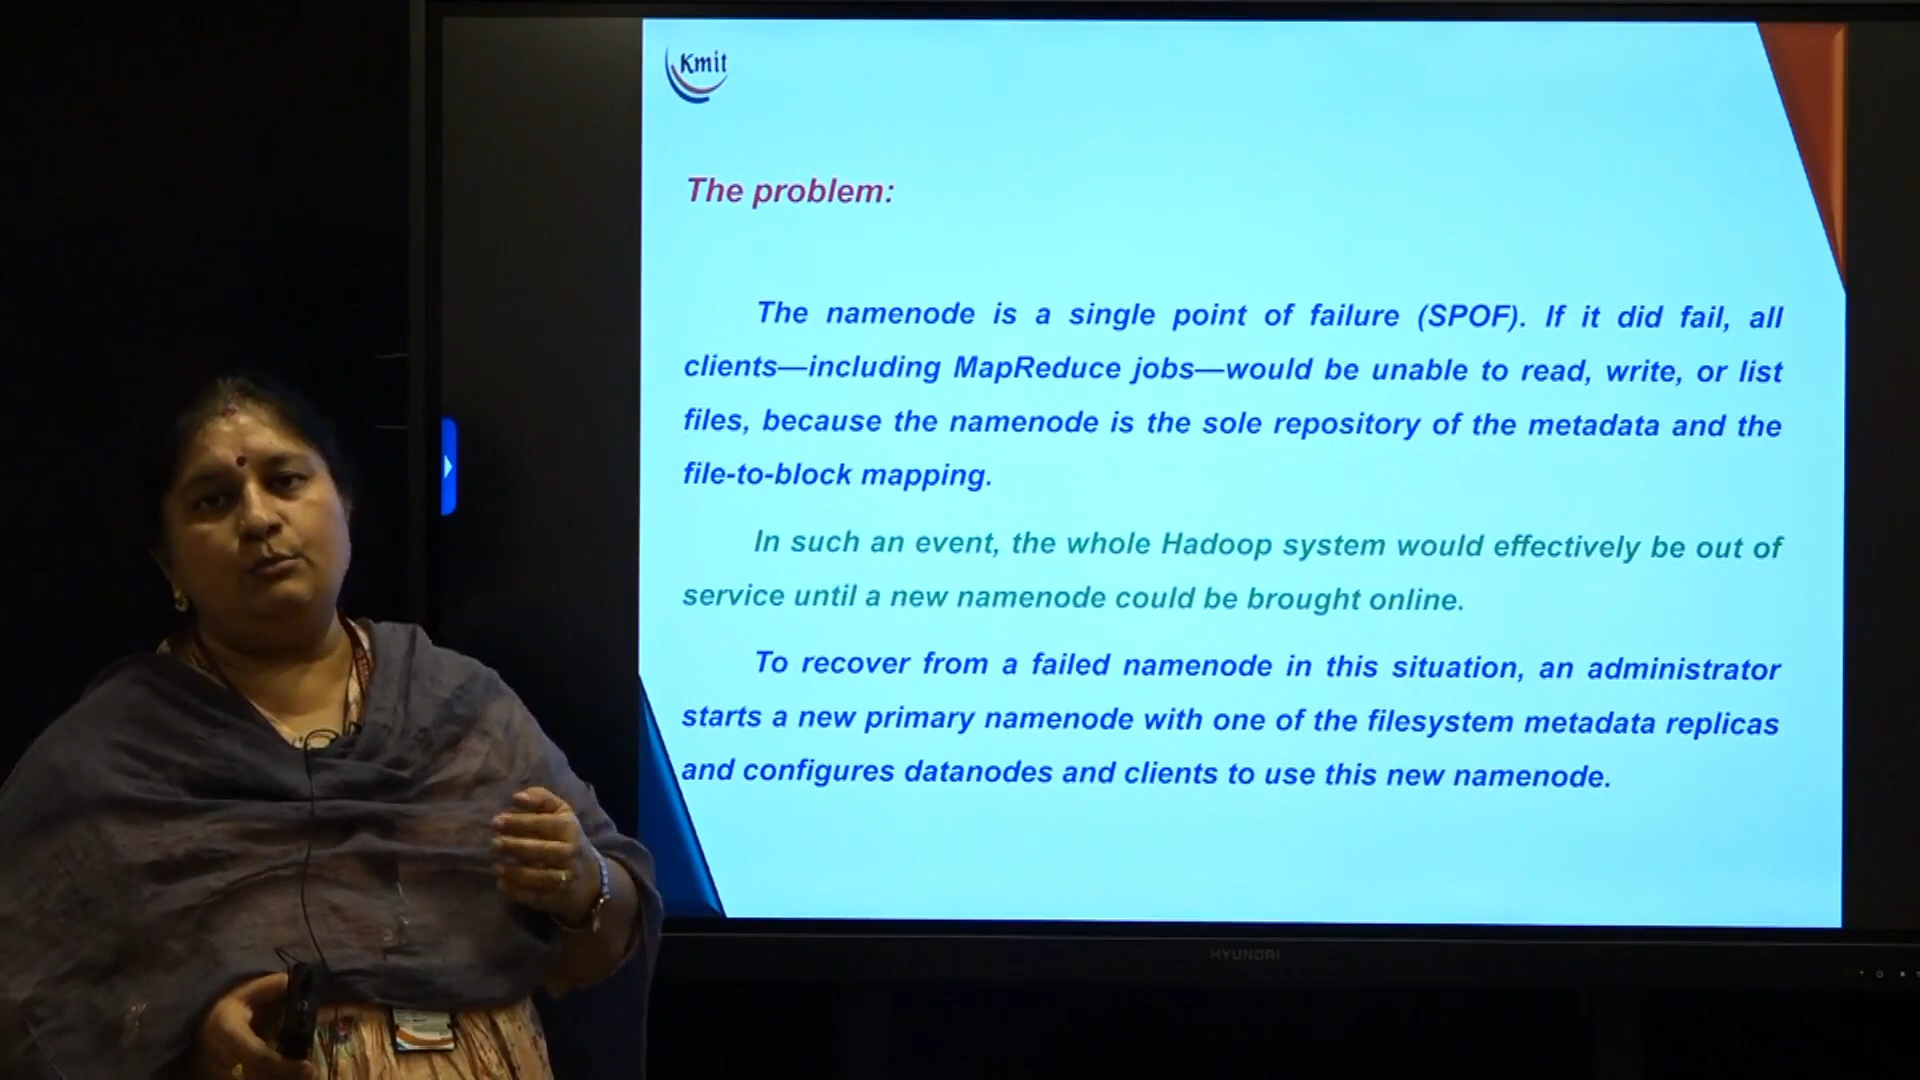 Kmit
The problem:
The namenode is a single point of failure (SPOF). If it did fail, all
clients—including MapReduce jobs—would be unable to read, write, or list
files, because the namenode is the sole repository of the metadata and the
file-to-block mapping.
In such an event, the whole Hadoop system would effectively be out of
service until a new namenode could be brought online.
To recover from a failed namenode in this situation, an administrator
starts a new primary namenode with one of the filesystem metadata replicas
and configures datanodes and clients to use this new namenode.
HYUNDAI